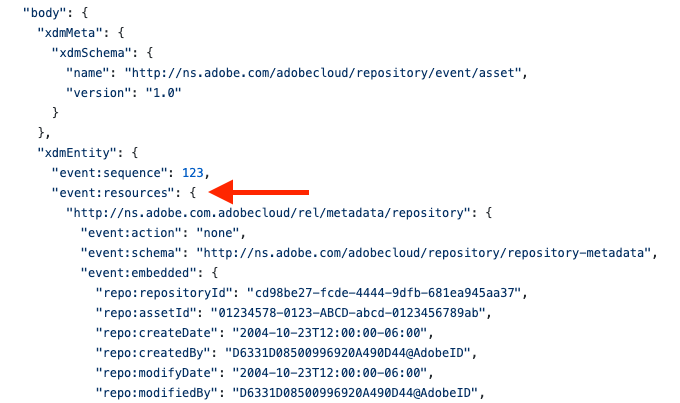 "body": {
"xdmMeta": {
"xdmSchema": {
"name": "http://ns.adobe.com/adobecloud/repository/event/asset",
"version": "1.0"
}
},
"xdmEntity": {
"event:sequence": 123,
"event:resources": {
"http://ns.adobe.com.adobecloud/rel/metadata/repository": {
"event:action": "none",
"event:schema": "http://ns.adobe.com/adobecloud/repository/repository-metadata",
"event:embedded": {
"repo:repositoryId": "cd98be27-fcde-4444-9dfb-681ea945aa37",
"repo:assetId": "01234578-0123-ABCD-abcd-0123456789ab",
"repo:createDate": "2004-10-23T12:00:00-06:00",
"repo:createdBy": "D6331D08500996920A490D44@AdobeID",
"repo:modifyDate": "2004-10-23T12:00:00-06:00",
"repo:modifiedBy": "D6331D08500996920A490D44@AdobeID",